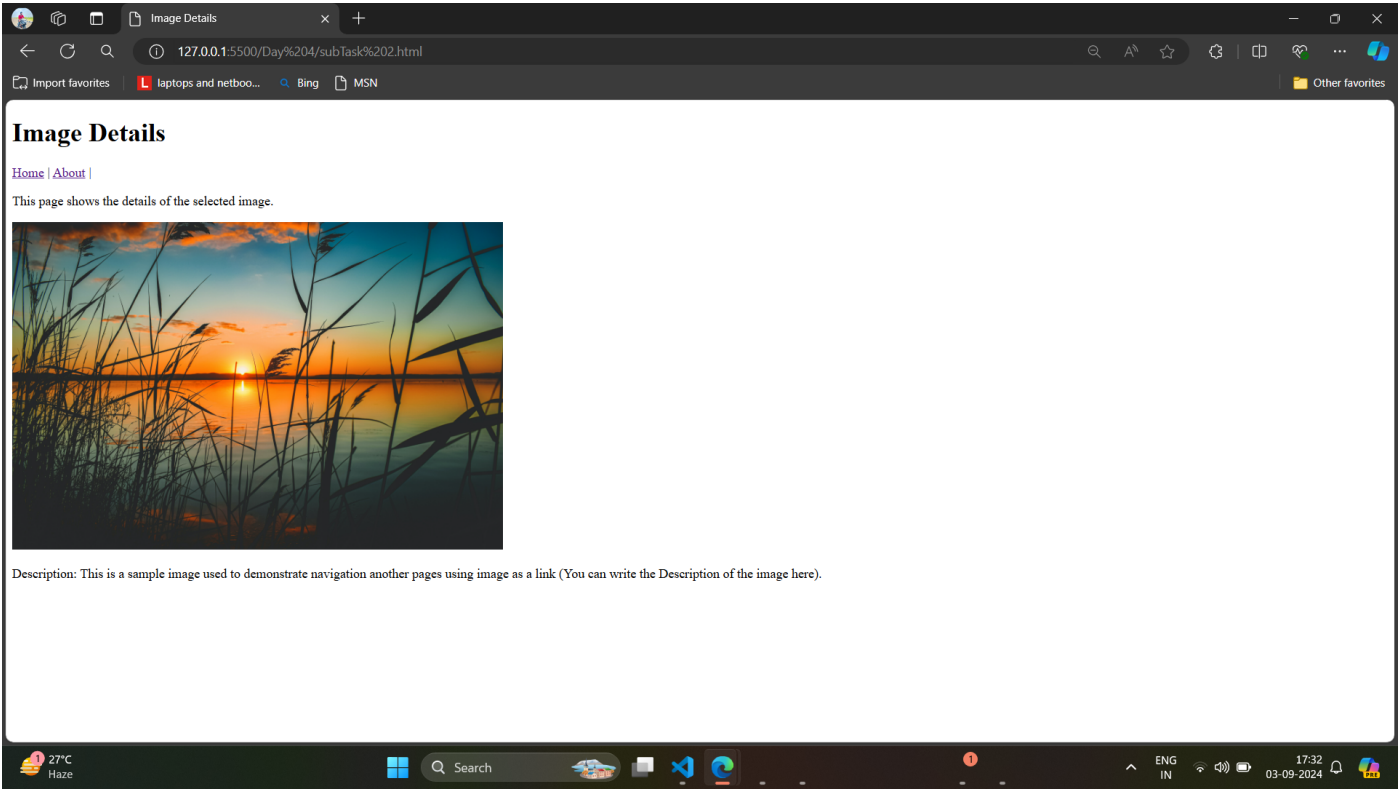 Image Details
127.0.0.1:5500/Day%204/subTask%202.html
Import favorites
L laptops and netboo...
Bing
MSN
Other favorites
Image Details
Home | About |
This page shows the details of the selected image.
Description: This is a sample image used to demonstrate navigation another pages using image as a link (You can write the Description of the image here).
1
27°C
Haze
Search
1
ENG
IN
17:32
03-09-2024
PRE